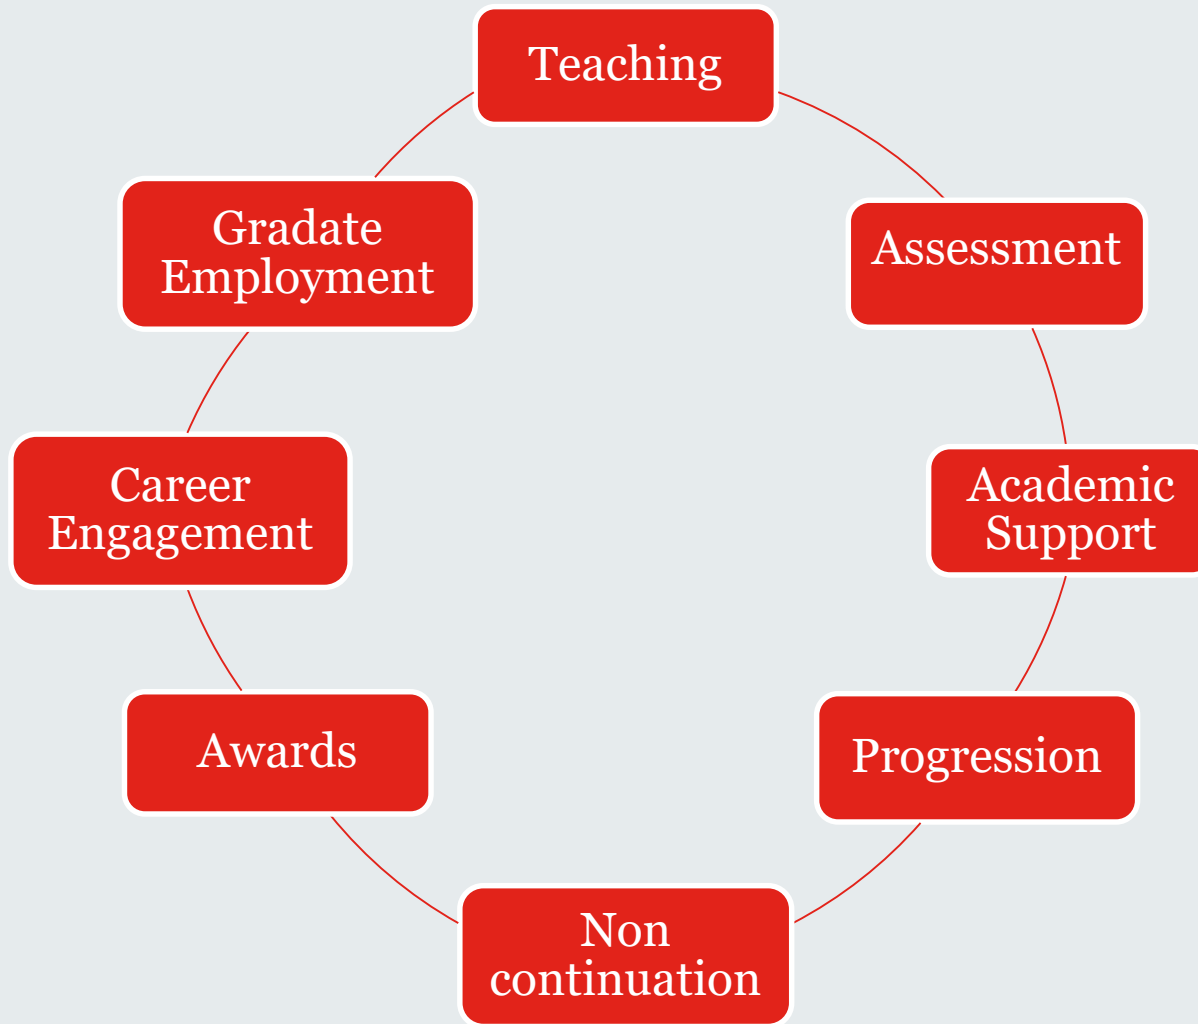 Teaching
Assessment
Academic
Support
Progression
Non
continuation
Awards
Career
Engagement
Gradate
Employment